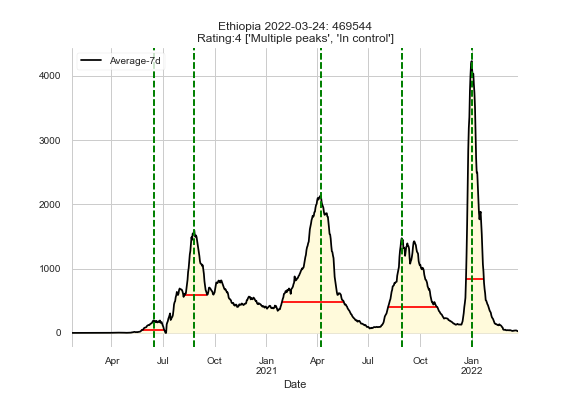 Ethiopia 2022-03-24: 469544
Rating:4 ['Multiple peaks', 'In control']
Average-7d
4000
3000
2000
1000
0
Apr Jul Oct Jan Apr Jul Oct Jan
2021 2022
Date